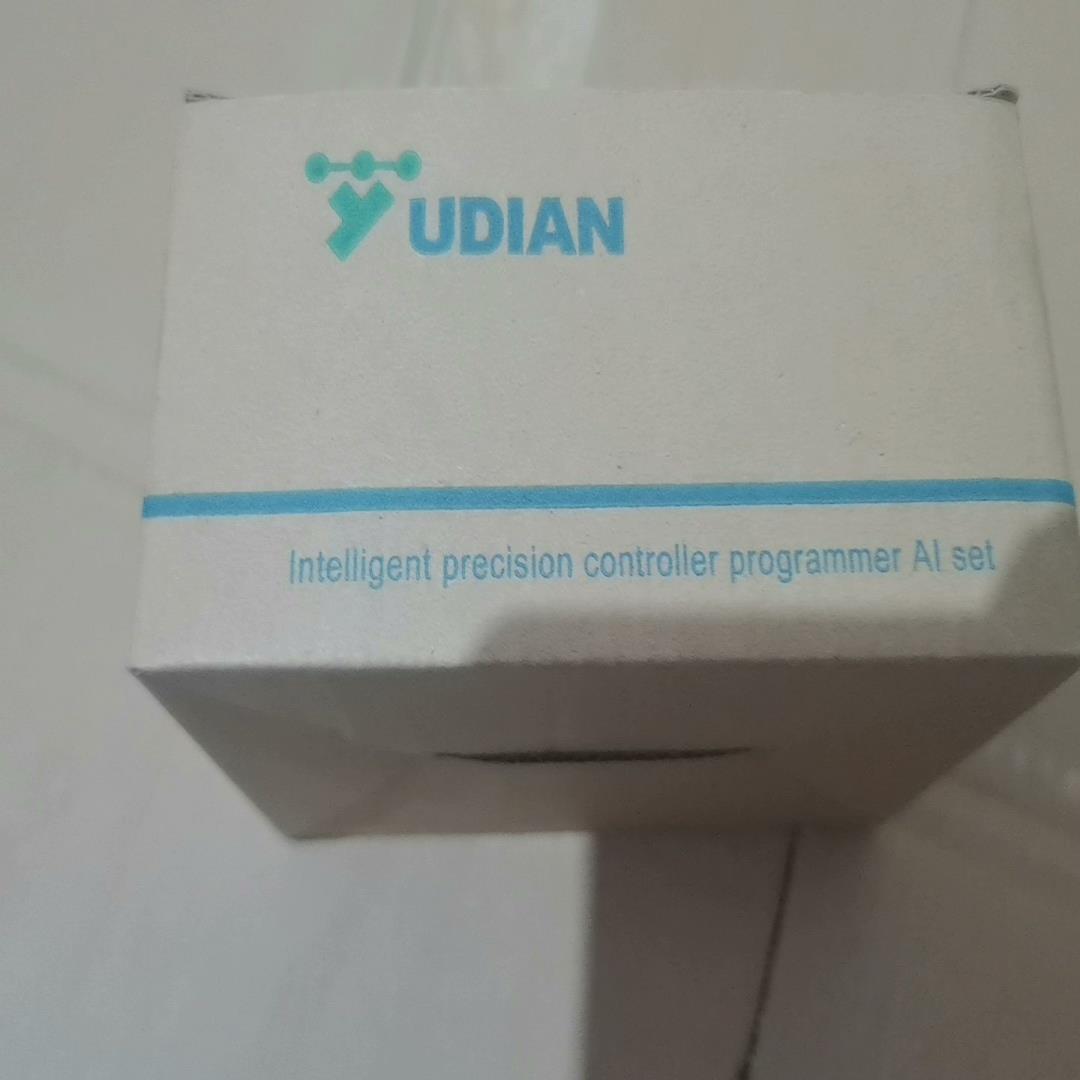 YUDIAN
Intelligent precision controller programmer AI set